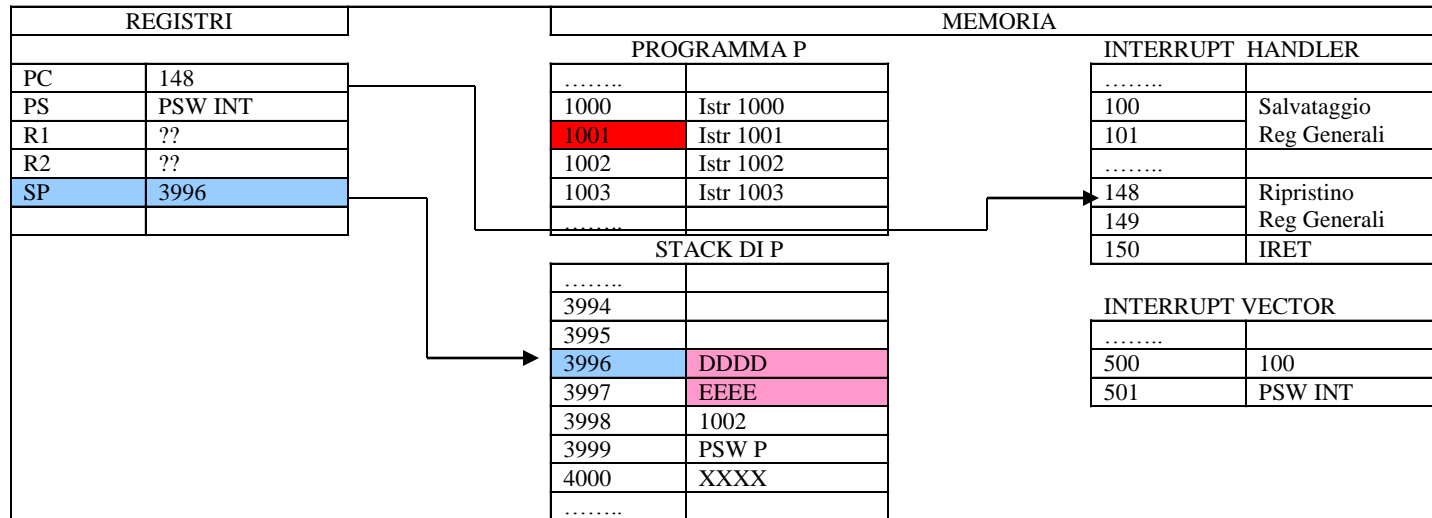 REGISTRI MEMORIA
PROGRAMMA P INTERRUPT HANDLER
PC 148 …….. ……..
PS PSW INT 1000 Istr 1000 100 Salvataggio
R1 ?? 1001 Istr 1001 101 Reg Generali
R2 ?? 1002 Istr 1002 ……..
SP 3996 1003 Istr 1003 148 Ripristino
…….. 149 Reg Generali
STACK DI P 150 IRET
……..
3994 INTERRUPT VECTOR
3995 ……..
3996 DDDD 500 100
3997 EEEE 501 PSW INT
3998 1002
3999 PSW P
4000 XXXX
……..